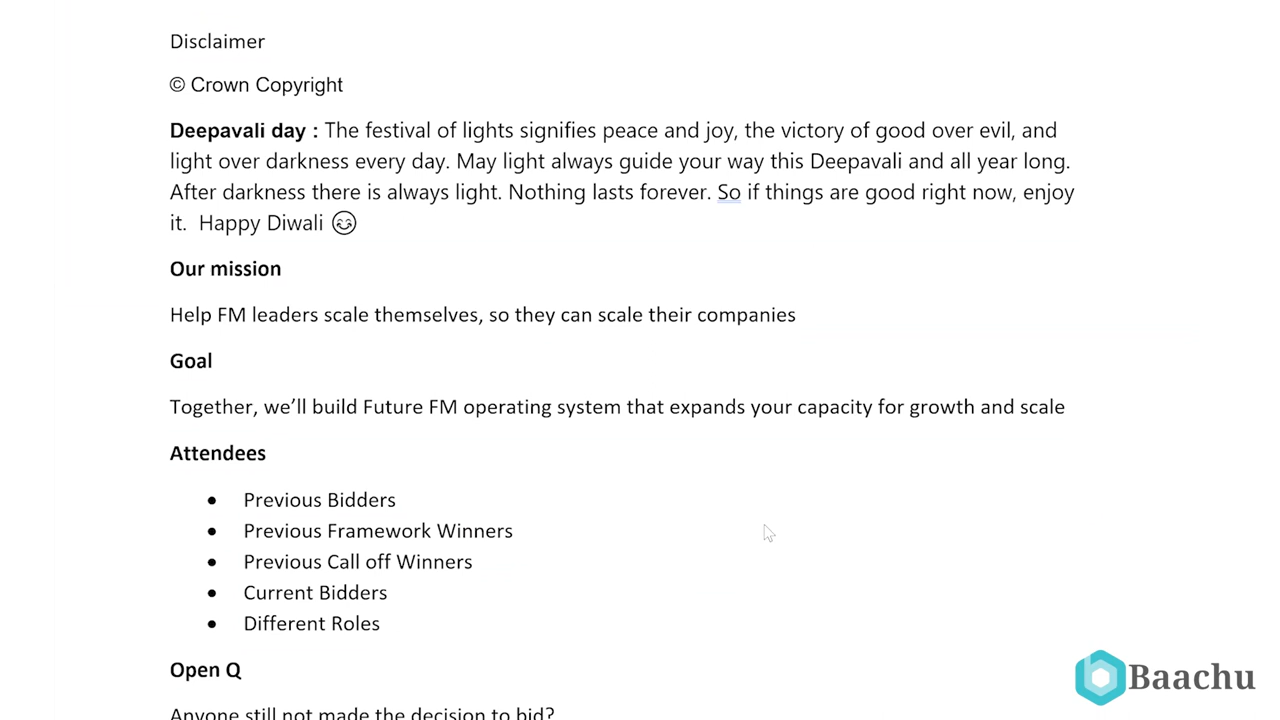 Disclaimer
© Crown Copyright
Deepavali day : The festival of lights signifies peace and joy, the victory of good over evil, and
light over darkness every day. May light always guide your way this Deepavali and all year long.
After darkness there is always light. Nothing lasts forever. So if things are good right now, enjoy
it.  Happy Diwali 😊
Our mission
Help FM leaders scale themselves, so they can scale their companies
Goal
Together, we’ll build Future FM operating system that expands your capacity for growth and scale
Attendees
• Previous Bidders
• Previous Framework Winners
• Previous Call off Winners
• Current Bidders
• Different Roles
Open Q
Anyone still not made the decision to bid?
Baachu